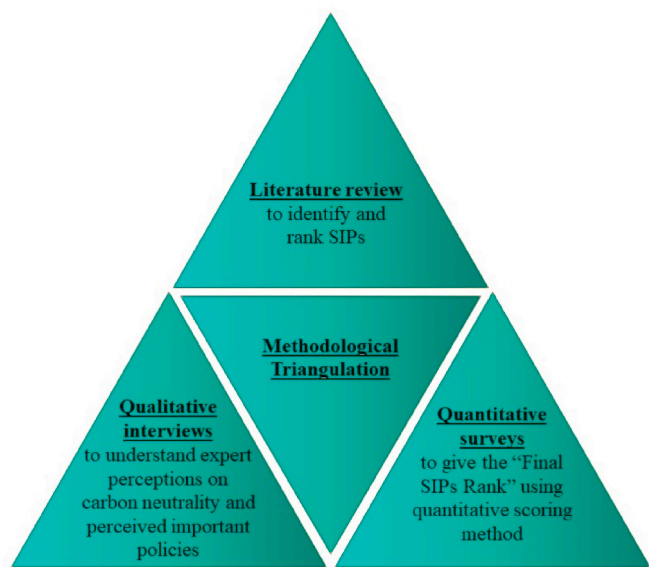 Literature review
to identify and
rank SIPs
Methodological
Triangulation
Qualitative
interviews
to understand expert
perceptions on
carbon neutrality and
perceived important
policies
Quantitative
surveys
to give the “Final
SIPs Rank” using
quantitative scoring
method